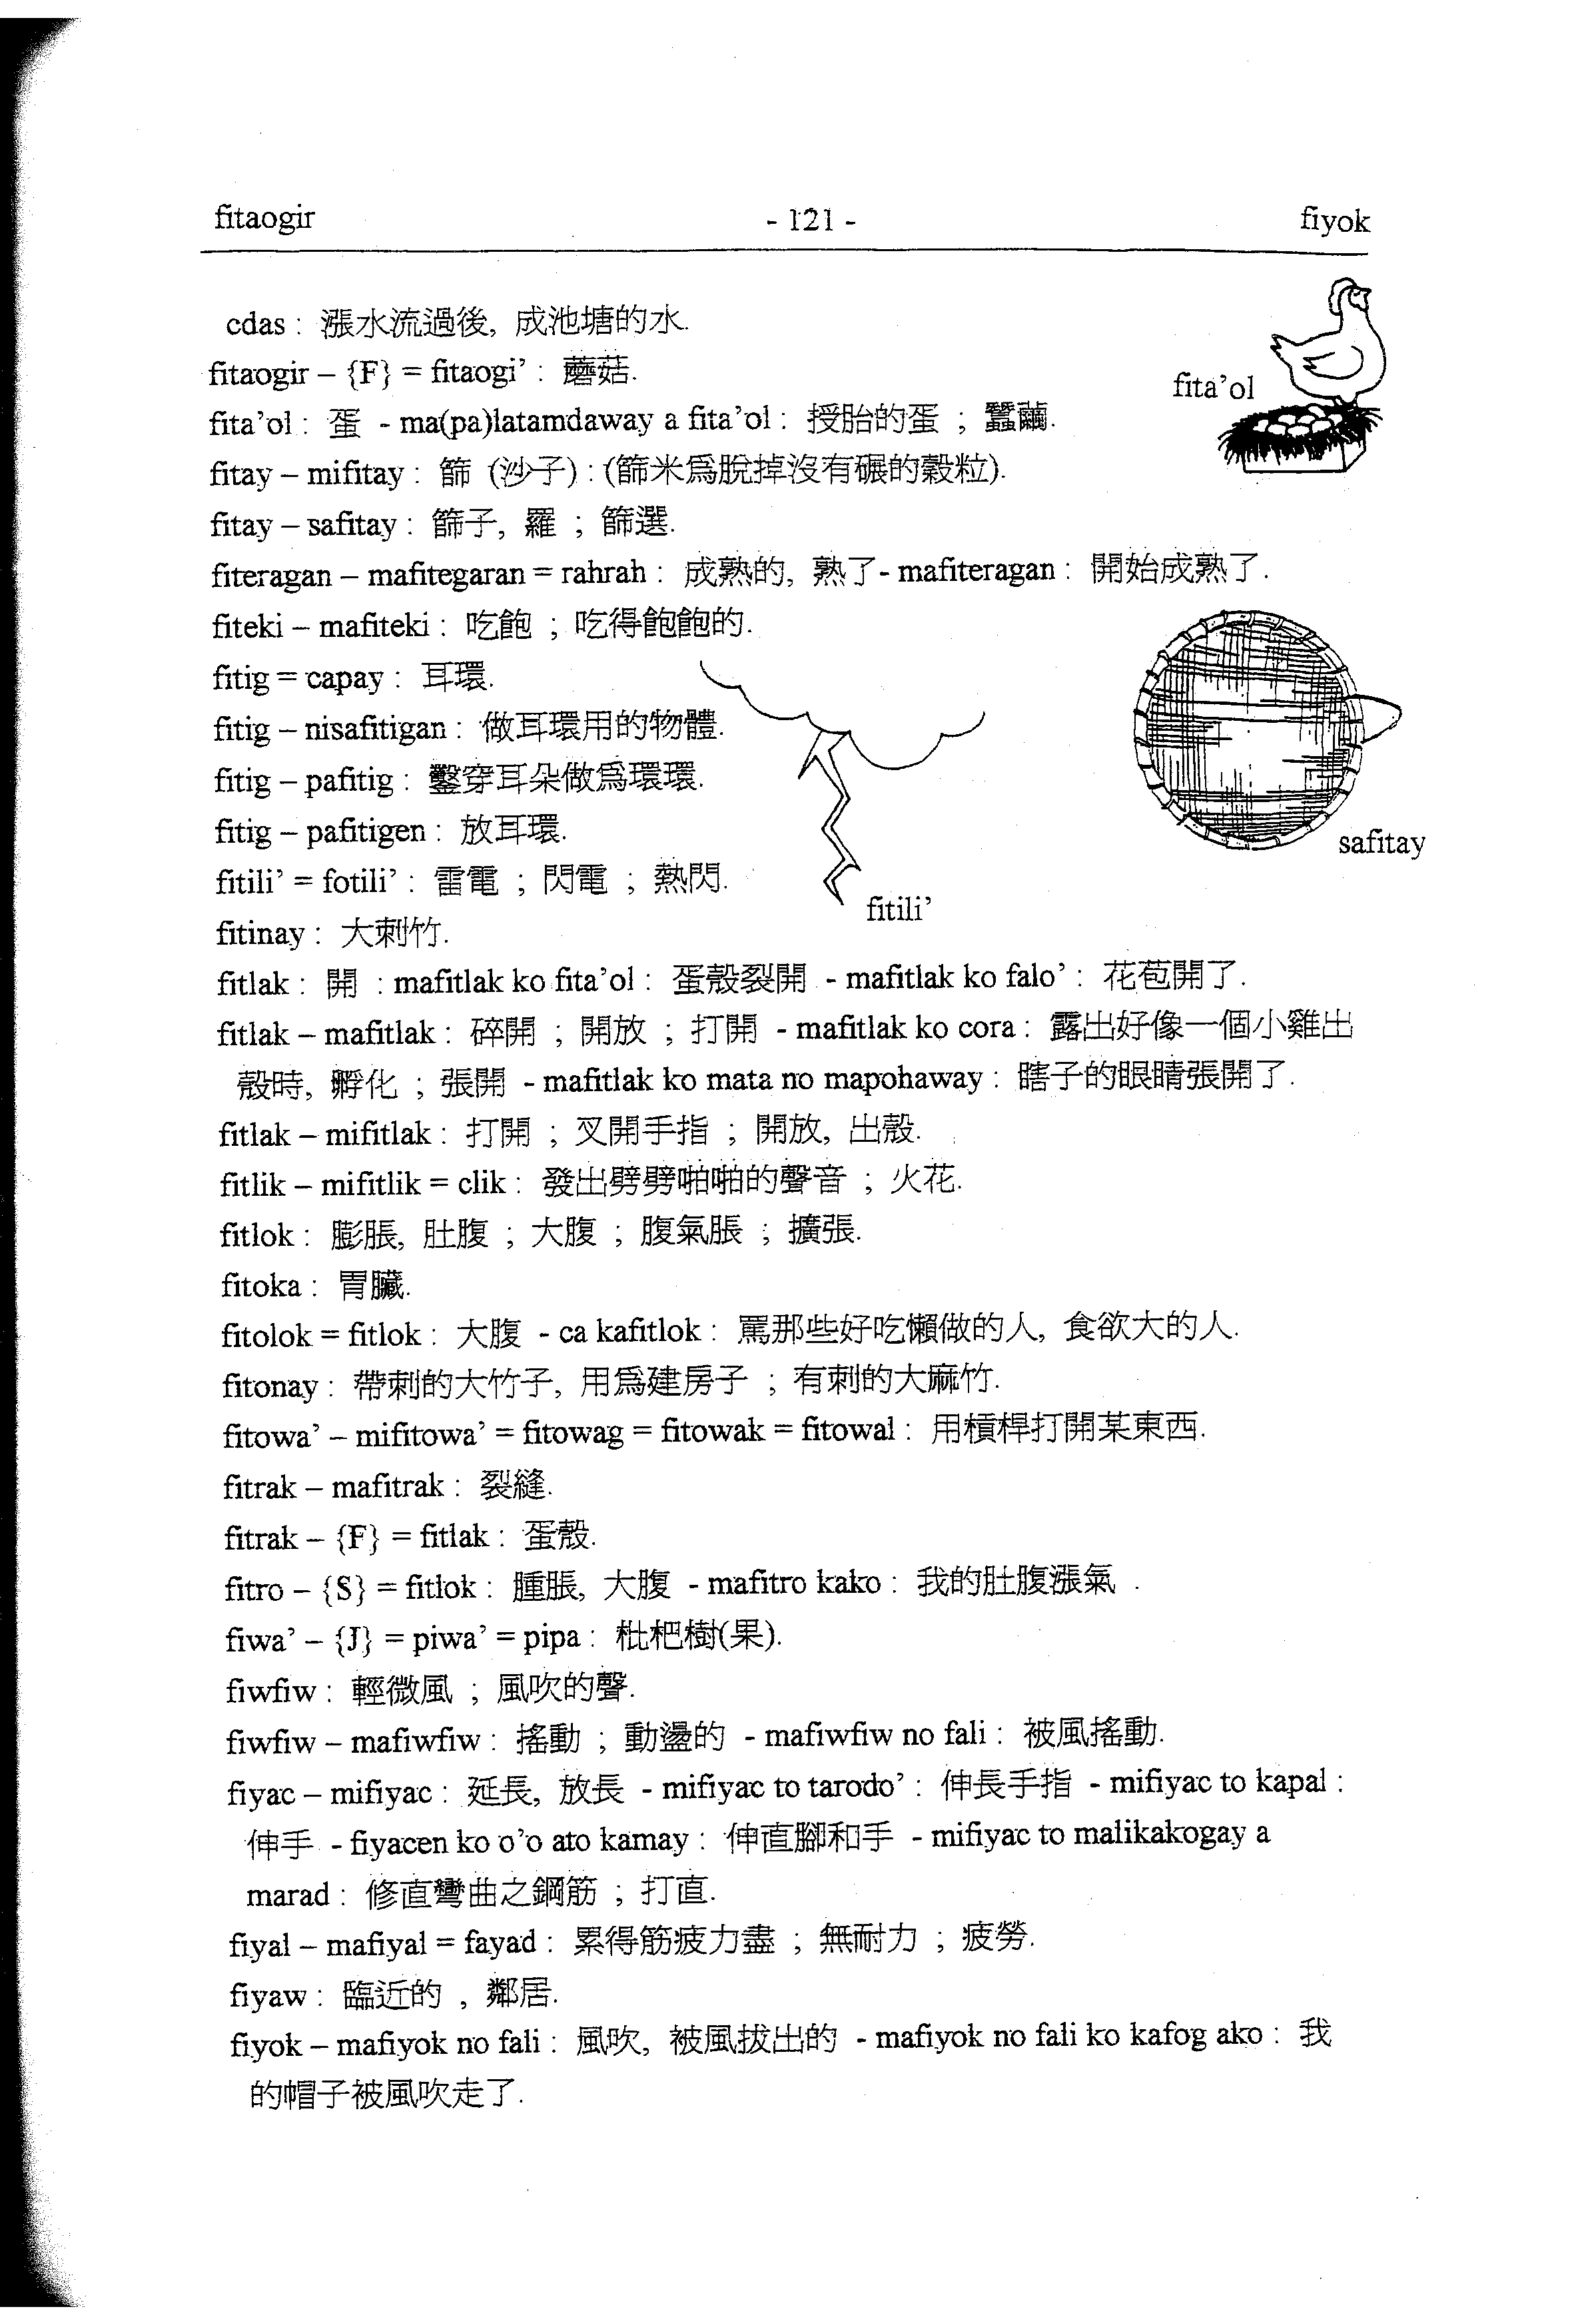 fitaogir - 121 - fiyok
cdas : 漲水流過後, 成池塘的水.
fitaogir – {F} = fitaogi’ : 蘑菇.
fita’ol : 蛋 - ma(pa)latamdaway a fita’ol : 授胎的蛋 ; 蠶繭.
fita’ol
fitay – mifitay : 篩 (沙子) : (篩米爲脫掉沒有碾的穀粒).
fitay – safitay : 篩子, 羅 ; 篩選.
fiteragan – mafitegaran = rahrah : 成熟的, 熟了- mafiteragan : 開始成熟了.
fiteki – mafiteki : 吃飽 ; 吃得飽飽的.
fitig = capay : 耳環.
fitig – nisafitigan : 做耳環用的物體.
fitig – pafitig : 鑿穿耳朵做爲環環.
fitig – pafitigen : 放耳環.
safitay
fitili’ = fotili’ : 雷電 ; 閃電 ; 熱閃.
fitili’
fitinay : 大刺竹.
fitlak : 開 : mafitlak ko fita’ol : 蛋殼裂開 - mafitlak ko falo’ : 花苞開了.
fitlak – mafitlak : 碎開 ; 開放 ; 打開 - mafitlak ko cora : 露出好像一個小雞出
殼時, 孵化 ; 張開 - mafitlak ko mata no mapohaway : 瞎子的眼睛張開了.
fitlak – mifitlak : 打開 ; 叉開手指 ; 開放, 出殼.
fitlik – mifitlik = clik : 發出劈劈啪啪的聲音 ; 火花.
fitlok : 膨脹, 肚腹 ; 大腹 ; 腹氣脹 ; 擴張.
fitoka : 胃臟.
fitolok = fitlok : 大腹 - ca kafitlok : 罵那些好吃懶做的人, 食欲大的人.
fitonay : 帶刺的大竹子, 用爲建房子 ; 有刺的大麻竹.
fitowa’ – mifitowa’ = fitowag = fitowak = fitowal : 用槓桿打開某東西.
fitrak – mafitrak : 裂縫.
fitrak – {F} = fitlak : 蛋殼.
fitro – {S} = fitlok : 腫脹, 大腹 - mafitro kako : 我的肚腹漲氣 .
fiwa’ – {J} = piwa’ = pipa : 枇杷樹(果).
fiwfiw : 輕微風 ; 風吹的聲.
fiwfiw – mafiwfiw : 搖動 ; 動盪的 - mafiwfiw no fali : 被風搖動.
fiyac – mifiyac : 延長, 放長 - mifiyac to tarodo’ : 伸長手指 - mifiyac to kapal :
伸手 - fiyacen ko o’o ato kamay : 伸直腳和手 - mifiyac to malikakogay a
marad : 修直彎曲之鋼筋 ; 打直.
fiyal – mafiyal = fayad : 累得筋疲力盡 ; 無耐力 ; 疲勞.
fiyaw : 臨近的 , 鄰居.
fiyok – mafiyok no fali : 風吹, 被風拔出的 - mafiyok no fali ko kafog ako : 我
的帽子被風吹走了.